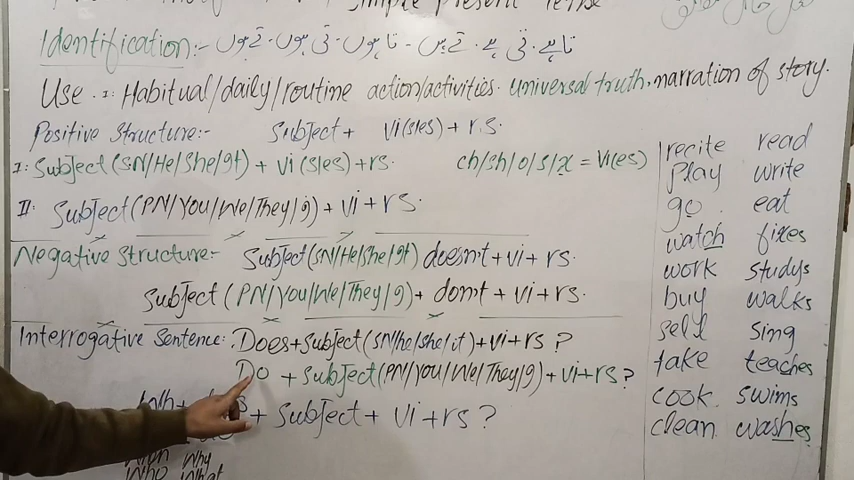 Simple Present Tense
Identification:- تا ہے ، تی ہے ، تے ہیں - تا ہوں ، تی ہوں ، تے ہوں
Use . I: Habitual/daily/routine action/activities. universal truth, narration of story.
Positive Structure:- Subject + Vi(s/es) + r.s.
I: Subject (SN/He/She/It) + Vi (s/es) + rs. ch/sh/o/s/x = Vi(es)
II: Subject (PN/You/We/They/i) + Vi + rs.
Negative Structure:- Subject (SN/He/She/It) doesn't + Vi + rs.
Subject (PN/You/We/They/I) + don't + Vi + rs.
Interrogative Sentence: Does + Subject (SN/he/she/it) + Vi + rs ?
Do + Subject (PN/You/We/They/I) + Vi + rs ?
+ Subject + Vi + rs ?
Why
Who What
recite read
play write
go eat
watch fixes
work studys
buy walks
sell sing
take teaches
cook swims
clean washes